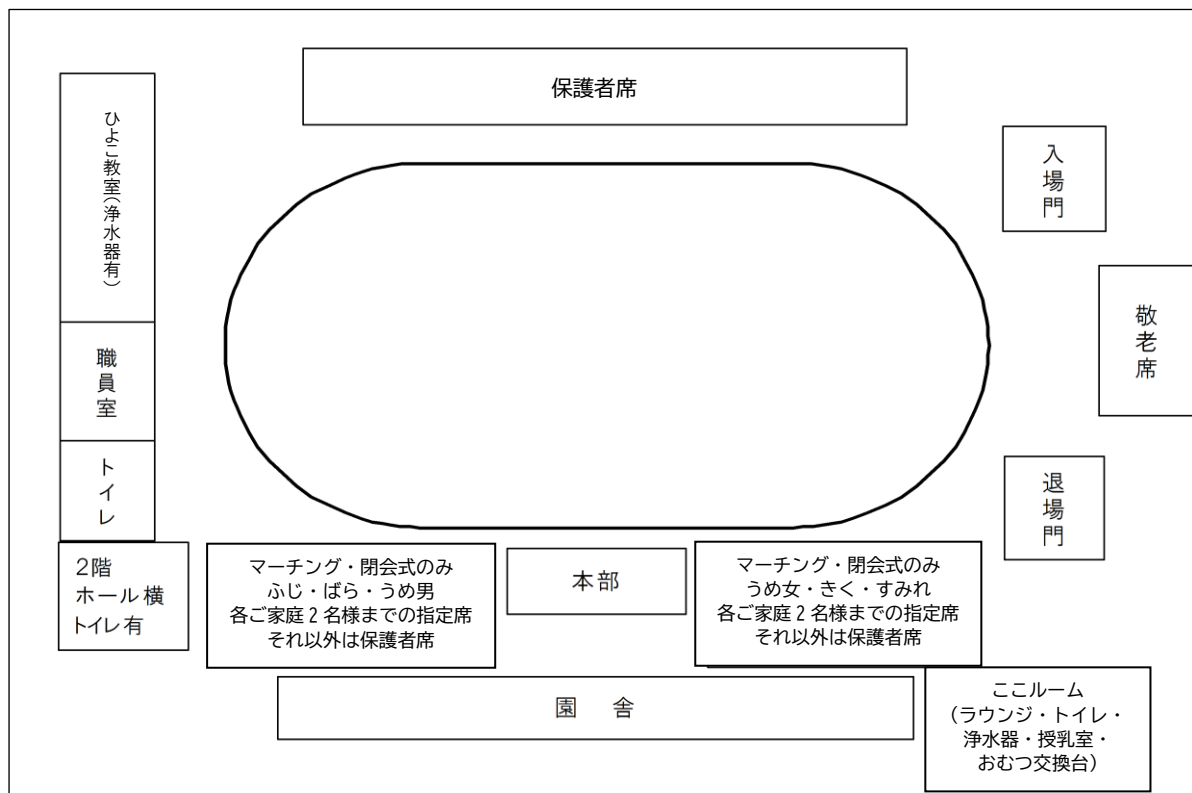 保護者席
ひよこ教室(浄水器有)
入場門
敬老席
職員室
トイレ
退場門
2階
ホール横
トイレ有
マーチング・閉会式のみ
ふじ・ばら・うめ男
各ご家庭2名様までの指定席
それ以外は保護者席
本部
マーチング・閉会式のみ
うめ女・きく・すみれ
各ご家庭2名様までの指定席
それ以外は保護者席
園　舎
ここルーム
(ラウンジ・トイレ・
浄水器・授乳室・
おむつ交換台)